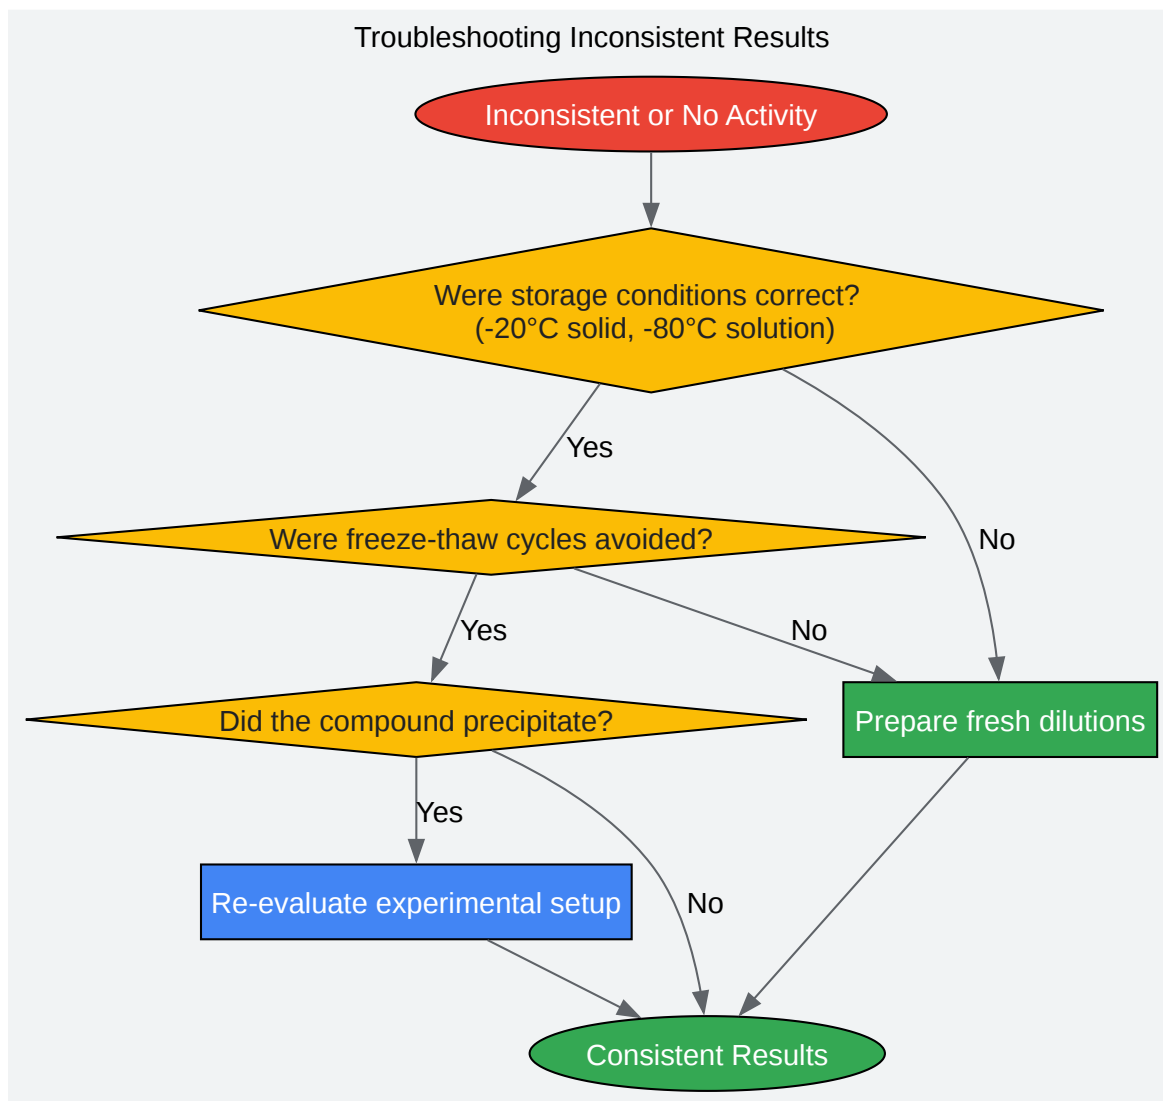 Troubleshooting Inconsistent Results
Inconsistent or No Activity
Were storage conditions correct?
(-20°C solid, -80°C solution)
Yes
No
Were freeze-thaw cycles avoided?
Yes
No
Did the compound precipitate?
Prepare fresh dilutions
Yes
Re-evaluate experimental setup
No
Consistent Results